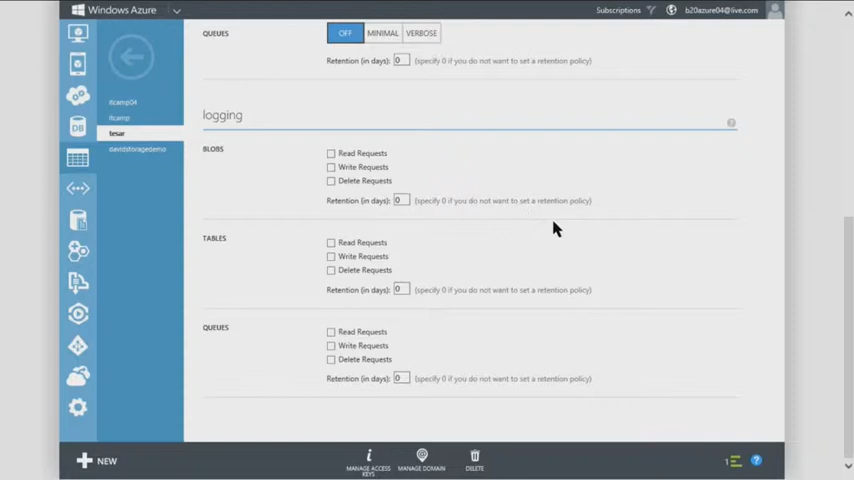 Windows Azure
Subscriptions
b20azure04@live.com
QUEUES
OFF
MINIMAL
VERBOSE
Retention (in days): 0 (specify 0 if you do not want to set a retention policy)
itcamp04
itcamp
tesar
davidstoragedemo
logging
?
BLOBS
Read Requests
Write Requests
Delete Requests
Retention (in days): 0 (specify 0 if you do not want to set a retention policy)
TABLES
Read Requests
Write Requests
Delete Requests
Retention (in days): 0 (specify 0 if you do not want to set a retention policy)
QUEUES
Read Requests
Write Requests
Delete Requests
Retention (in days): 0 (specify 0 if you do not want to set a retention policy)
DB
NEW
MANAGE ACCESS
KEYS
MANAGE DOMAIN
DELETE
1
?